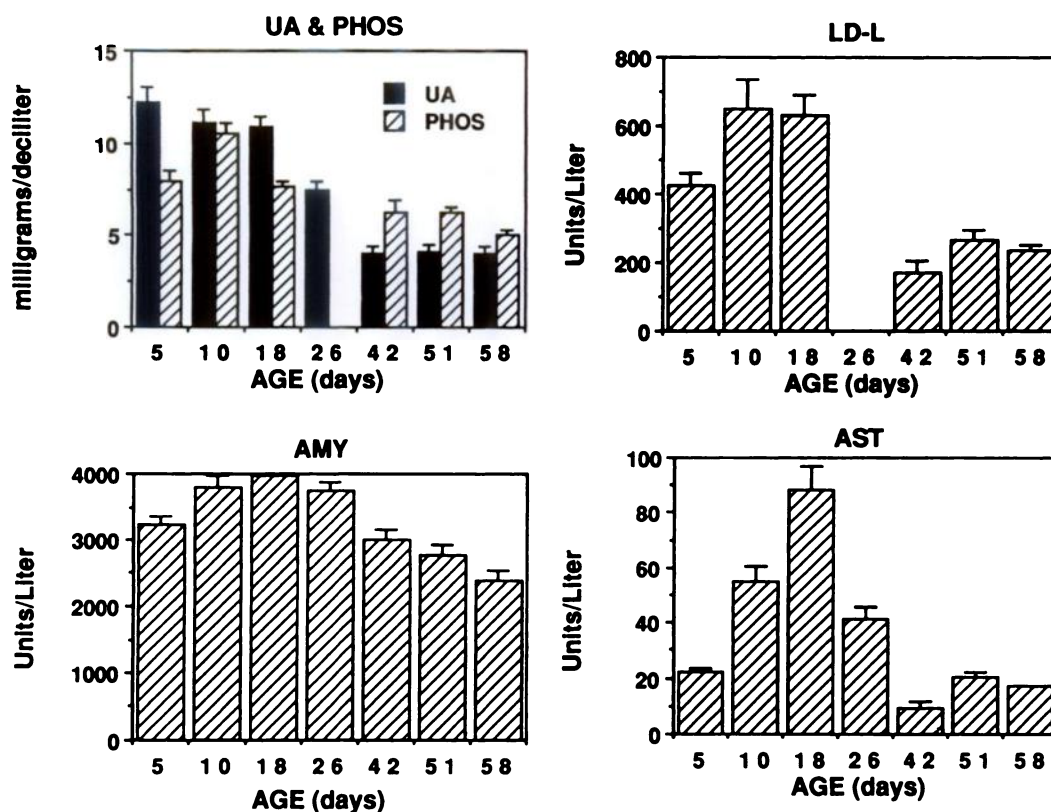 UA & PHOS
15
10
5
0
milligrams/deciliter
UA
PHOS
5 10 18 26 42 51 58
AGE (days)
LD-L
800
600
400
200
0
Units/Liter
5 10 18 26 42 51 58
AGE (days)
AMY
4000
3000
2000
1000
0
Units/Liter
5 10 18 26 42 51 58
AGE (days)
AST
100
80
60
40
20
0
Units/Liter
5 10 18 26 42 51 58
AGE (days)